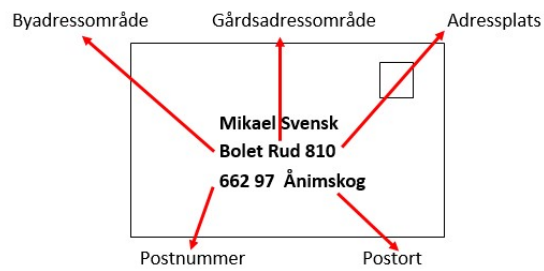 Byadressområde Gårdsadressområde Adressplats
Mikael Svensk
Bolet Rud 810
662 97 Ånimskog
Postnummer Postort